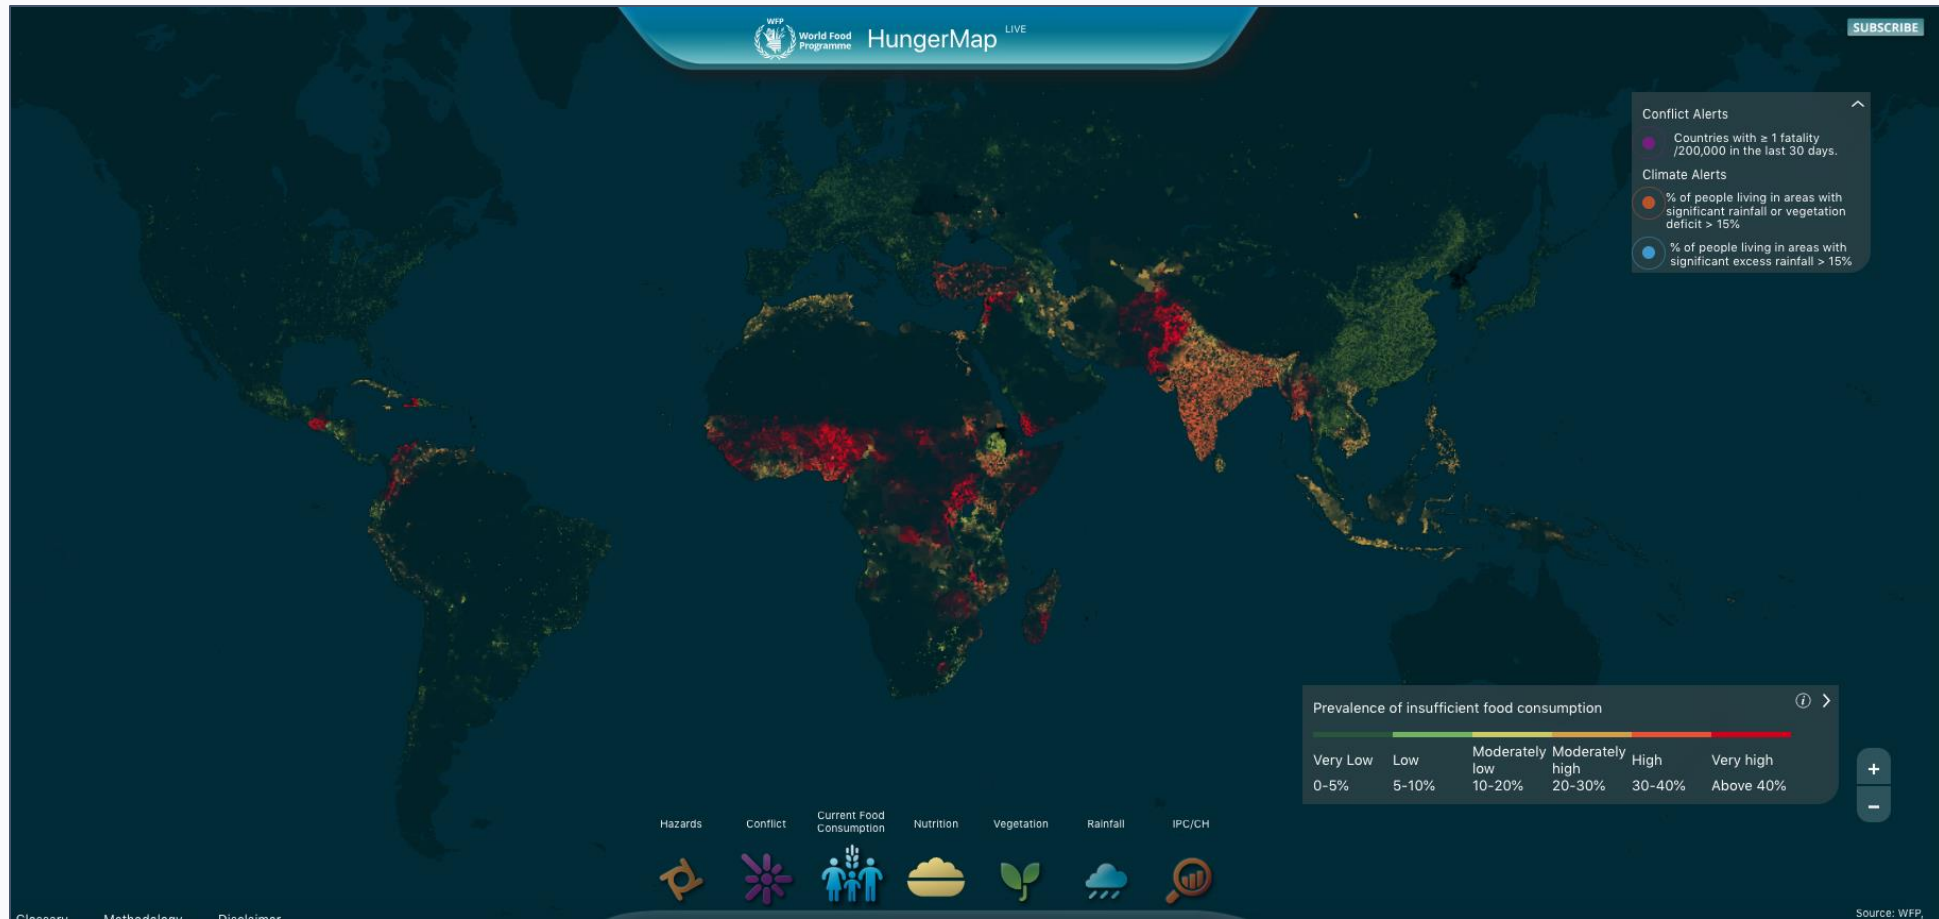 WFP
World Food
Programme
HungerMap LIVE
SUBSCRIBE
Conflict Alerts
Countries with ≥ 1 fatality
/200,000 in the last 30 days.
Climate Alerts
% of people living in areas with
significant rainfall or vegetation
deficit > 15%
% of people living in areas with
significant excess rainfall > 15%
Prevalence of insufficient food consumption
i
Very Low
0-5%
Low
5-10%
Moderately
low
10-20%
Moderately
high
20-30%
High
30-40%
Very high
Above 40%
+
−
Hazards
Conflict
Current Food
Consumption
Nutrition
Vegetation
Rainfall
IPC/CH
Glossary
Methodology
Disclaimer
Source: WFP,